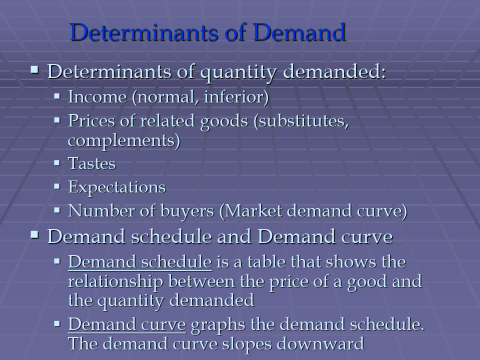 Determinants of Demand
Determinants of quantity demanded:
Income (normal, inferior)
Prices of related goods (substitutes,
complements)
Tastes
Expectations
Number of buyers (Market demand curve)
Demand schedule and Demand curve
Demand schedule is a table that shows the
relationship between the price of a good and
the quantity demanded
Demand curve graphs the demand schedule.
The demand curve slopes downward